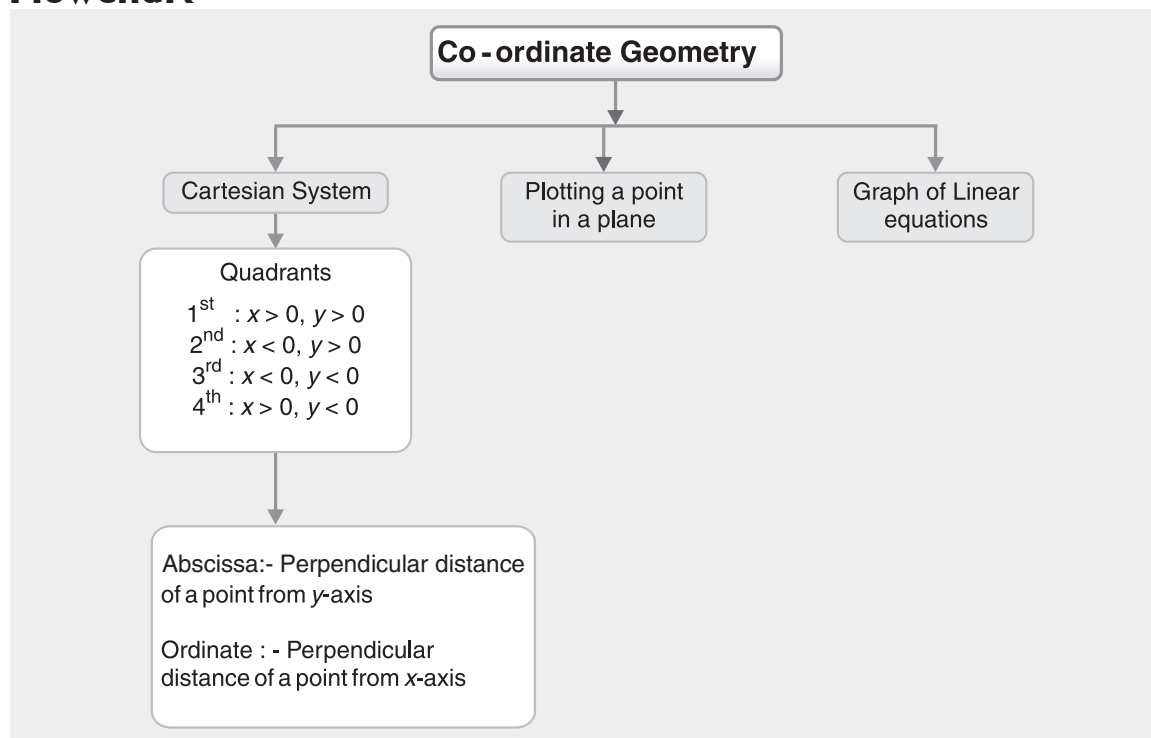 Co-ordinate Geometry
Cartesian System
Plotting a point
in a plane
Graph of Linear
equations
Quadrants
1st : x > 0, y > 0
2nd : x < 0, y > 0
3rd : x < 0, y < 0
4th : x > 0, y < 0
Abscissa:- Perpendicular distance
of a point from y-axis
Ordinate : - Perpendicular
distance of a point from x-axis